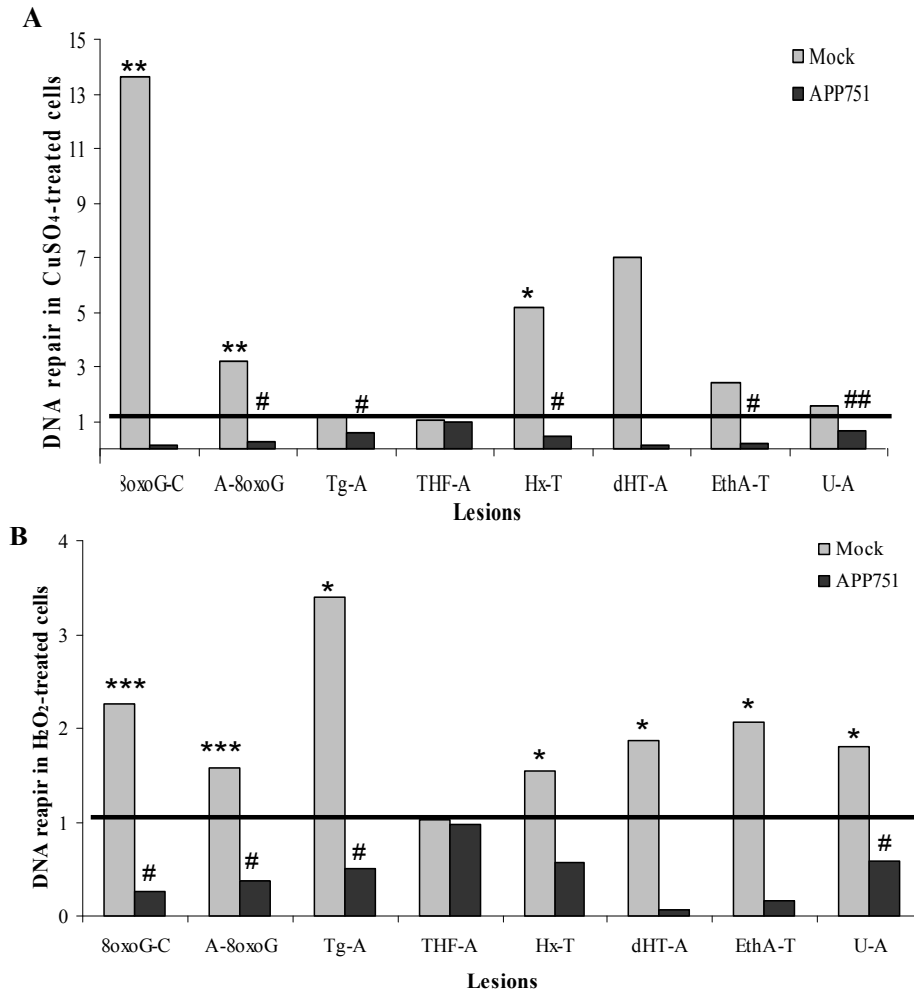 A
15
13
11
9
7
5
3
1
DNA repair in CuSO4-treated cells
Mock
APP751
**
**
#
#
*
#
#
##
8oxoG-C A-8oxoG Tg-A THF-A Hx-T dHT-A EthA-T U-A
Lesions
B
4
3
2
1
0
DNA reapir in H₂O₂-treated cells
Mock
APP751
***
#
***
#
*
#
*
*
*
*
#
8oxoG-C A-8oxoG Tg-A THF-A Hx-T dHT-A EthA-T U-A
Lesions